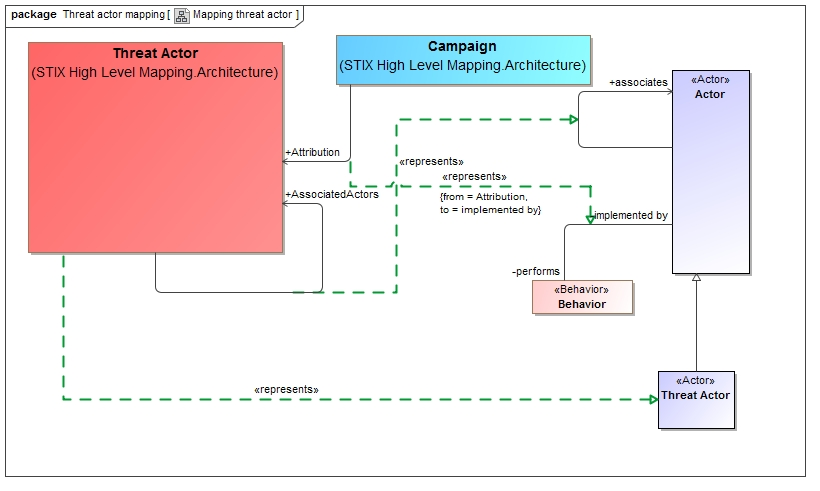 package Threat actor mapping [ Mapping threat actor ]
Threat Actor
(STIX High Level Mapping.Architecture)
Campaign
(STIX High Level Mapping.Architecture)
«Actor»
Actor
+associates
+Attribution
«represents»
«represents»
+AssociatedActors
{from = Attribution,
to = implemented by}
implemented by
-performs
«Behavior»
Behavior
«represents»
«Actor»
Threat Actor